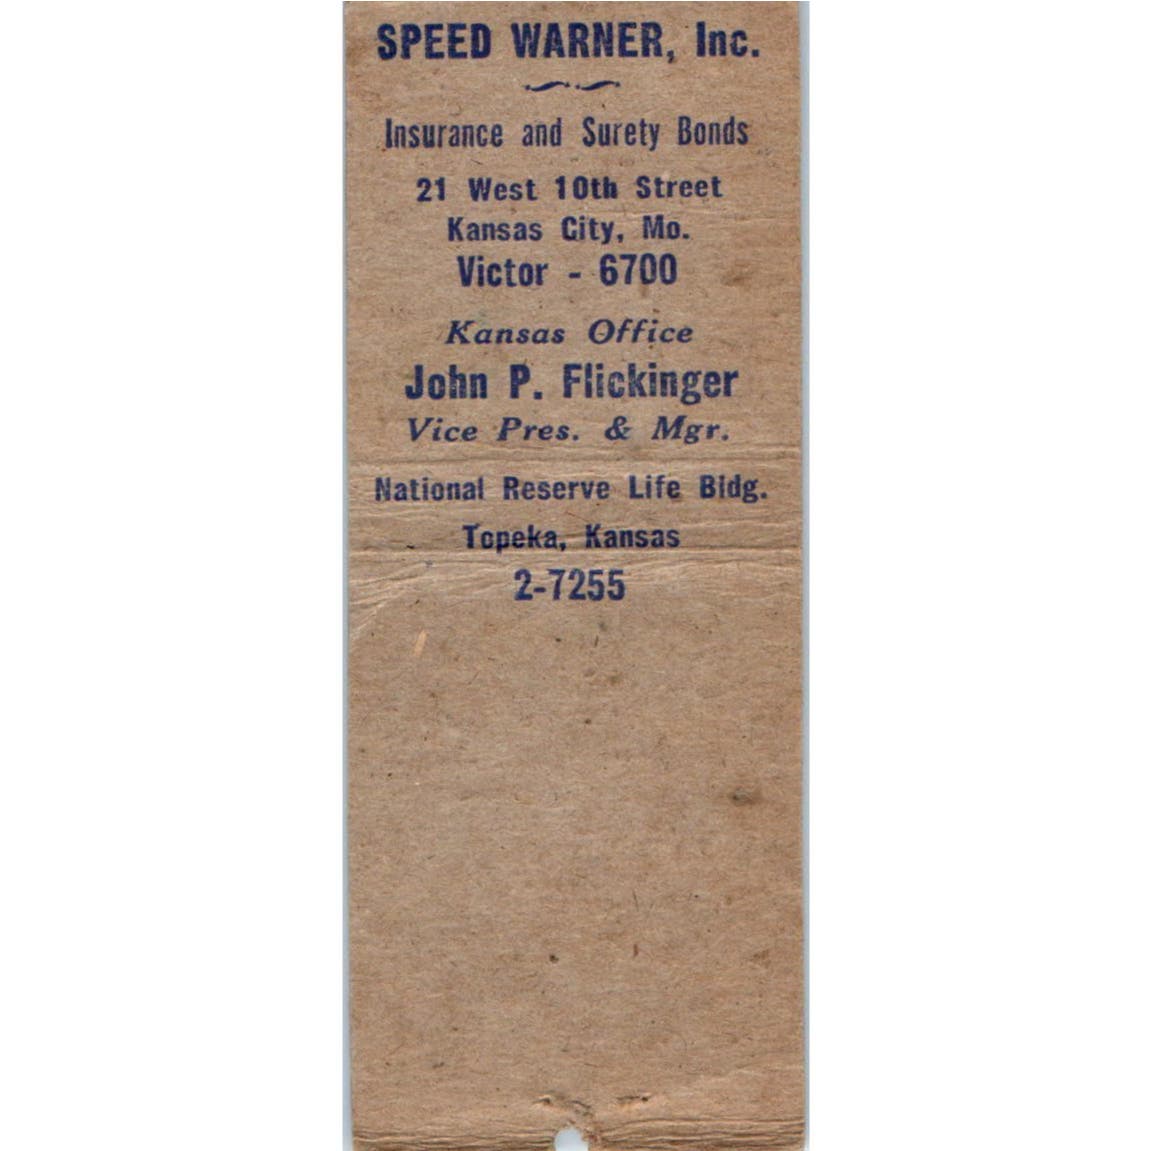 SPEED WARNER, Inc.
Insurance and Surety Bonds
21 West 10th Street
Kansas City, Mo.
Victor - 6700
Kansas Office
John P. Flickinger
Vice Pres. & Mgr.
National Reserve Life Bldg.
Topeka, Kansas
2-7255